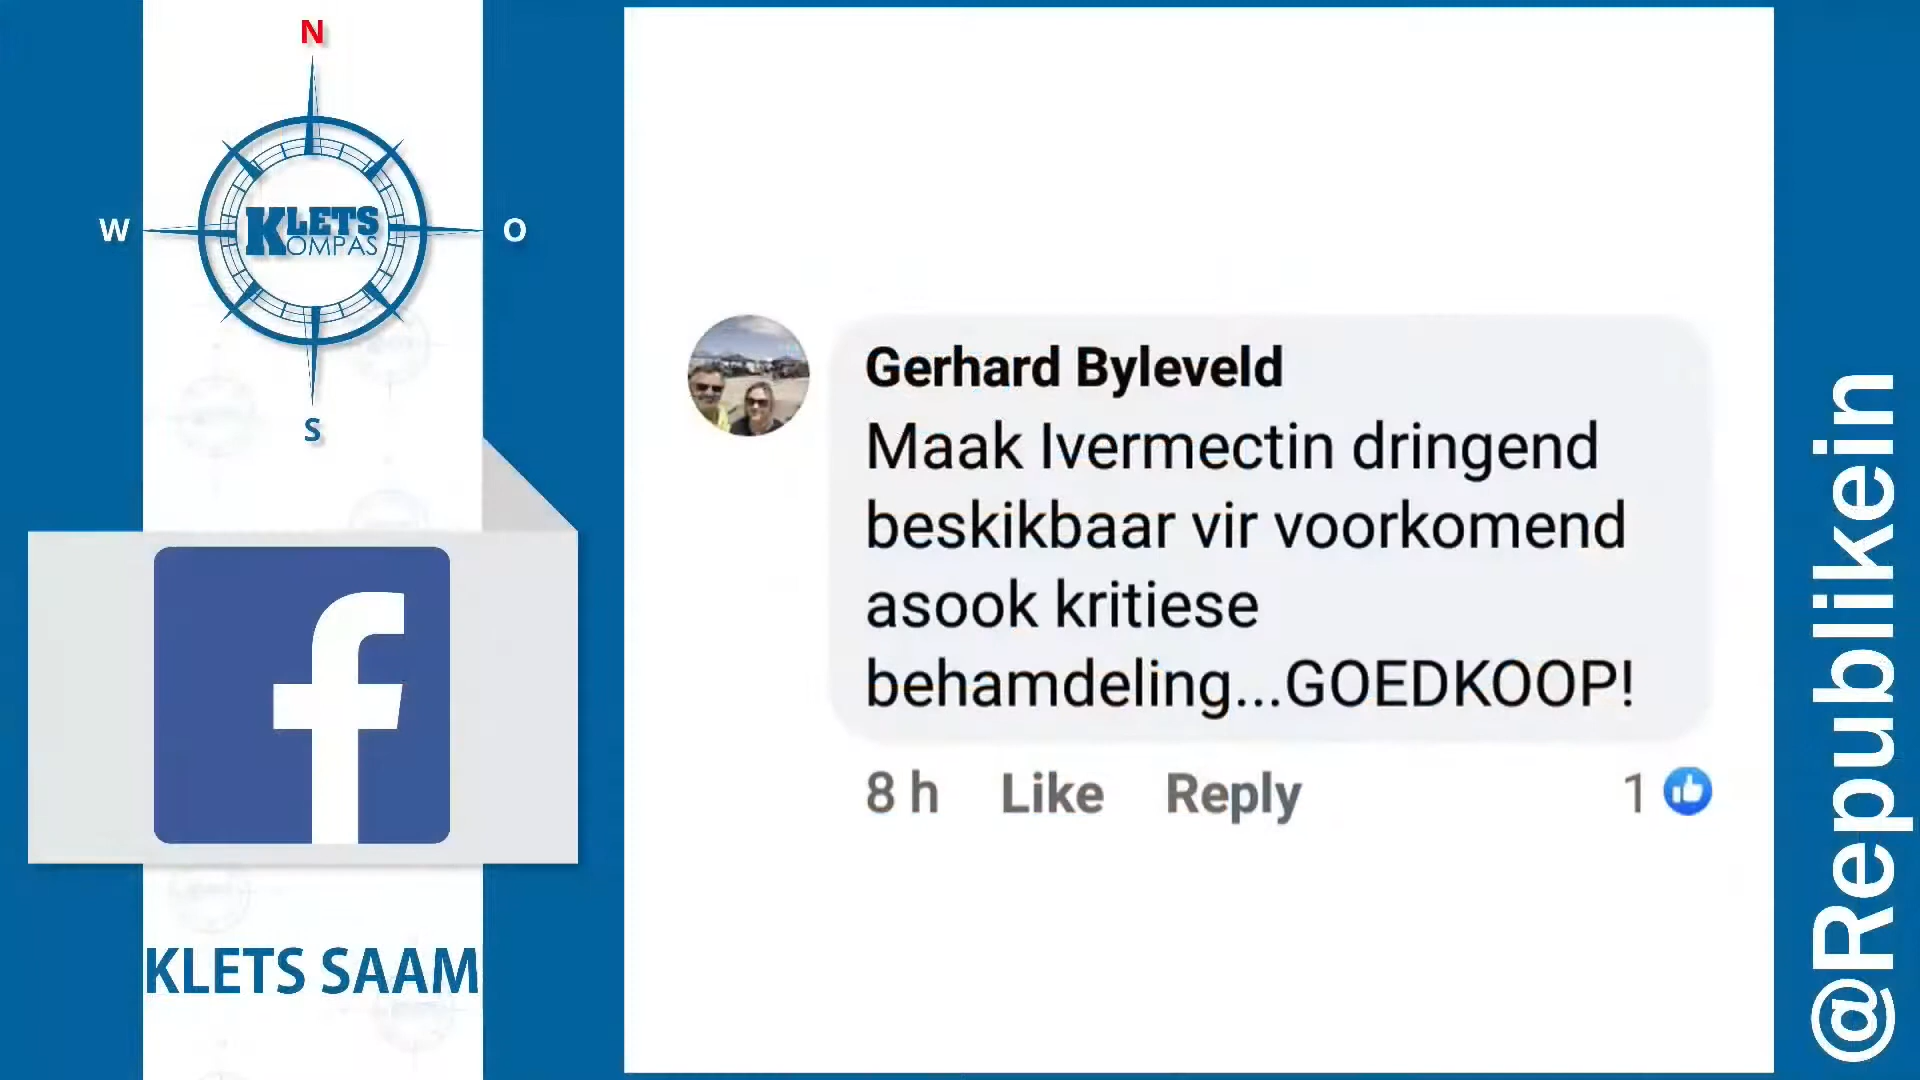 N
W
O
KLETS
KOMPAS
S
KLETS SAAM
Gerhard Byleveld
Maak Ivermectin dringend
beskikbaar vir voorkomend
asook kritiese
behamdeling...GOEDKOOP!
8 h Like Reply 1
@Republikein